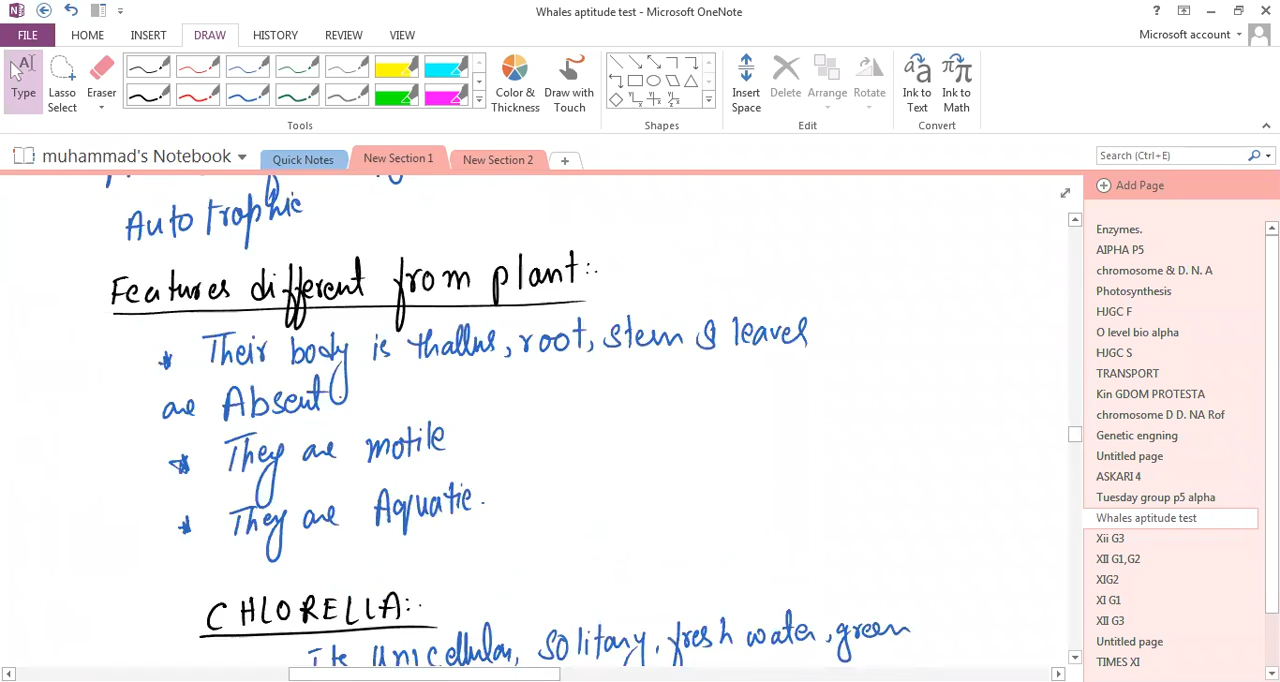 Whales aptitude test - Microsoft OneNote
?
FILE HOME INSERT DRAW HISTORY REVIEW VIEW
Microsoft account
Type
Lasso Select
Eraser
Color & Thickness
Draw with Touch
Insert Space
Delete
Arrange
Rotate
Ink to Text
Ink to Math
Tools
Shapes
Edit
Convert
muhammad's Notebook
Quick Notes
New Section 1
New Section 2
Search (Ctrl+E)
Autotrophic
Features different from plant:
* Their body is thallus, root, stem & leaves
are Absent
* They are motile
* They are Aquatic.
CHLORELLA:
Its Unicellular, solitary, fresh water, green
Add Page
Enzymes.
AIPHA P5
chromosome & D. N. A
Photosynthesis
HJGC F
O level bio alpha
HJGC S
TRANSPORT
Kin GDOM PROTESTA
chromosome D D. NA Rof
Genetic engning
Untitled page
ASKARI 4
Tuesday group p5 alpha
Whales aptitude test
Xii G3
XII G1,G2
XIG2
XI G1
XII G3
Untitled page
TIMES XI